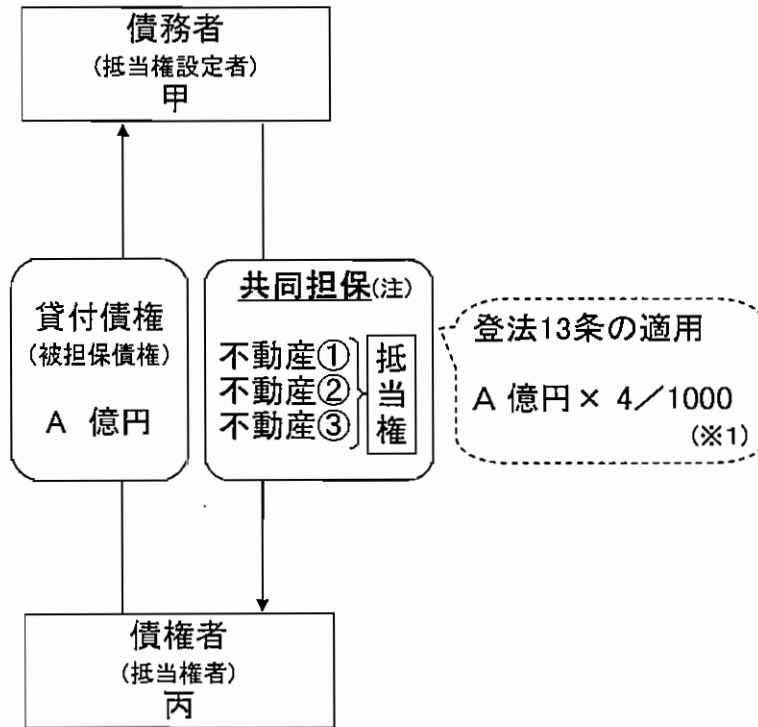 債務者
(抵当権設定者)
甲
貸付債権
(被担保債権)
A 億円
共同担保(注)
不動産①
不動産②
不動産③
抵当権
登法13条の適用
A 億円× 4/1000
(※1)
債権者
(抵当権者)
丙